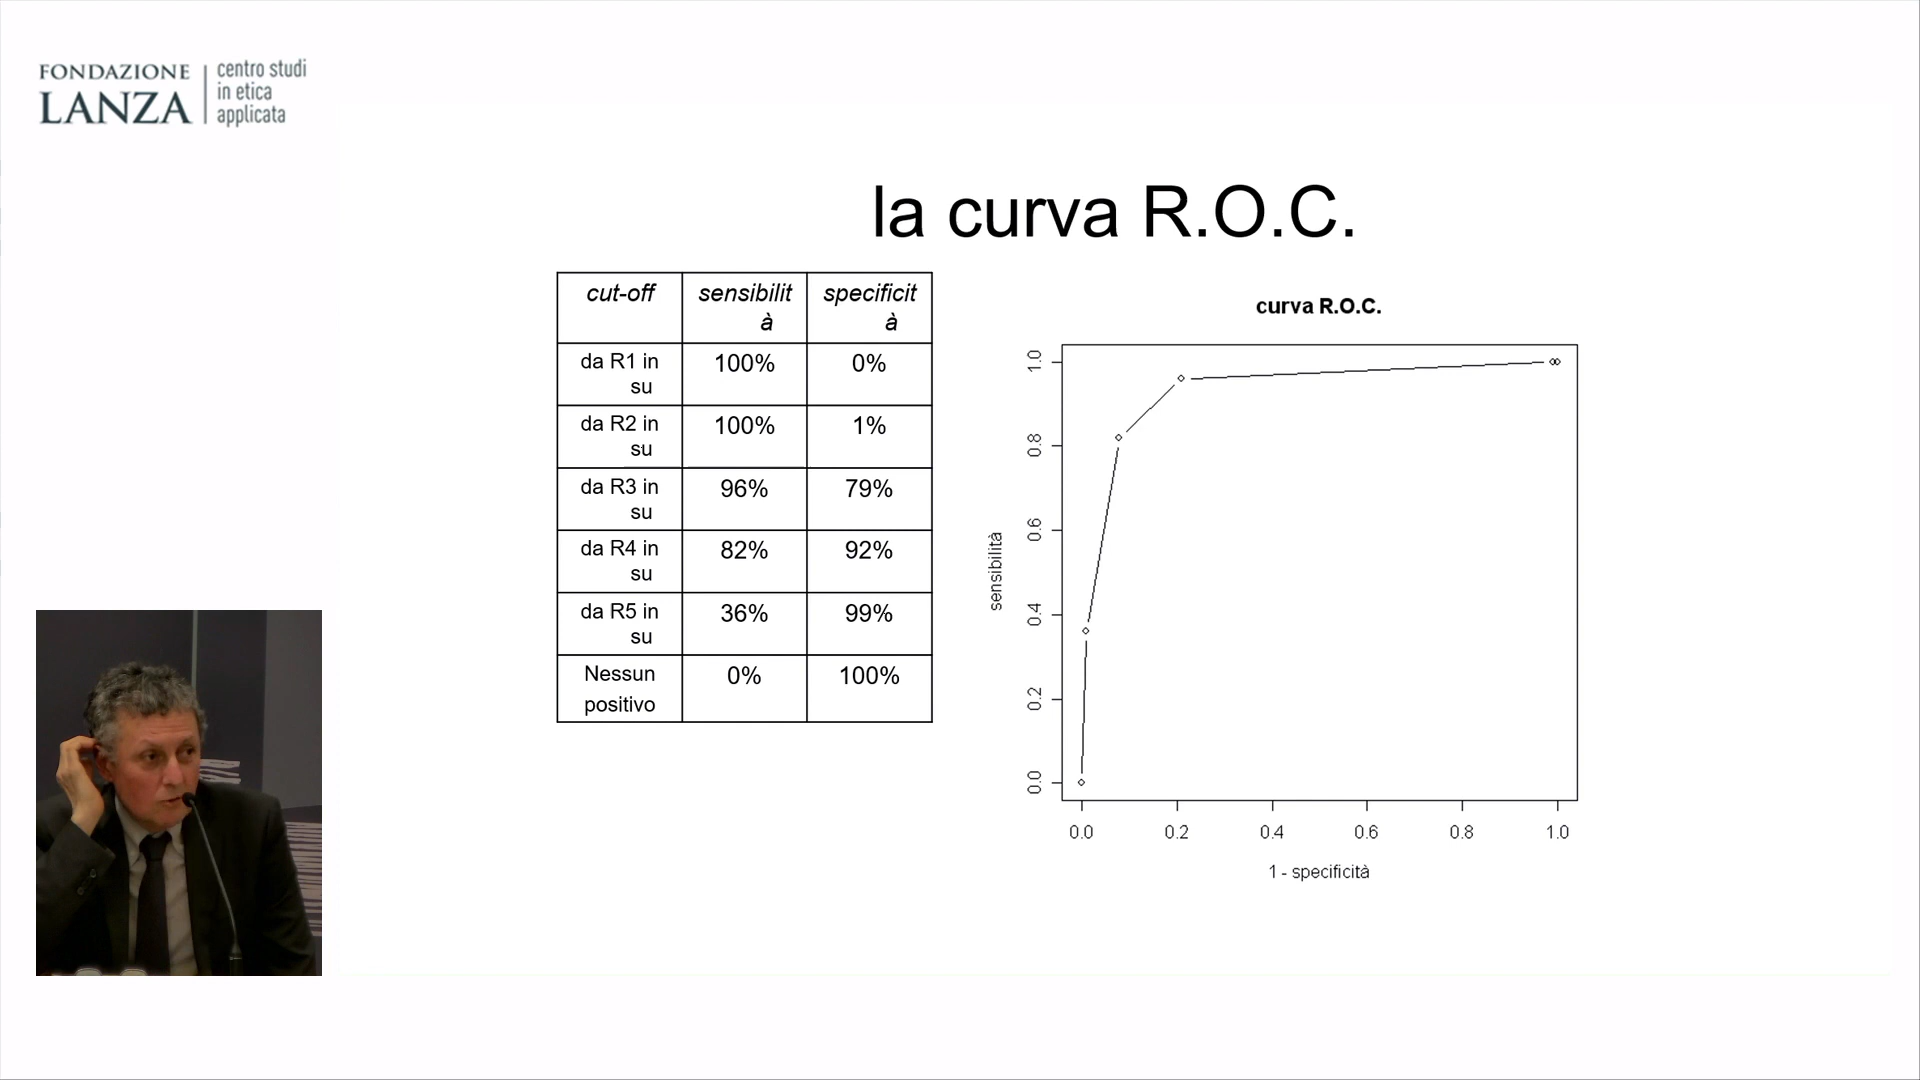 FONDAZIONE
LANZA
centro studi
in etica
applicata
la curva R.O.C.
cut-off sensibilit specificit
à à
da R1 in 100% 0%
su
da R2 in 100% 1%
su
da R3 in 96% 79%
su
da R4 in 82% 92%
su
da R5 in 36% 99%
su
Nessun 0% 100%
positivo
curva R.O.C.
sensibilità
1.0
0.8
0.6
0.4
0.2
0.0
0.0 0.2 0.4 0.6 0.8 1.0
1 - specificità